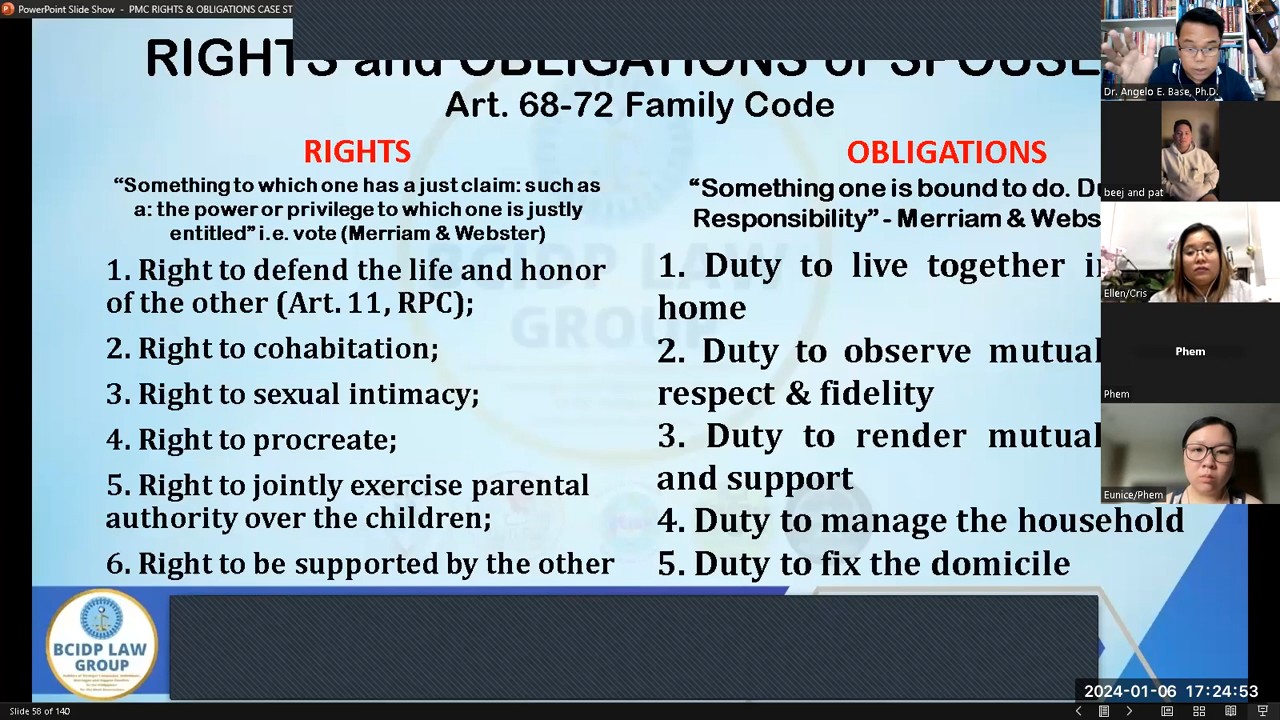 PowerPoint Slide Show - PMC RIGHTS & OBLIGATIONS CASE ST
RIGHTS and OBLIGATIONS of SPOUSE
Art. 68-72 Family Code
RIGHTS
“Something to which one has a just claim: such as
a: the power or privilege to which one is justly
entitled” i.e. vote (Merriam & Webster)
1. Right to defend the life and honor
of the other (Art. 11, RPC);
2. Right to cohabitation;
3. Right to sexual intimacy;
4. Right to procreate;
5. Right to jointly exercise parental
authority over the children;
6. Right to be supported by the other
OBLIGATIONS
“Something one is bound to do.
Responsibility” - Merriam & Webs
1. Duty to live together
home
2. Duty to observe mutual
respect & fidelity
3. Duty to render mutual
and support
4. Duty to manage the household
5. Duty to fix the domicile
Dr. Angelo E. Base, Ph.D.
beej and pat
Ellen/Cris
Phem
Phem
Eunice/Phem
BCIDP LAW
GROUP
BCIDP LAW
GROUP
2024-01-06 17:24:53
Slide 58 of 140